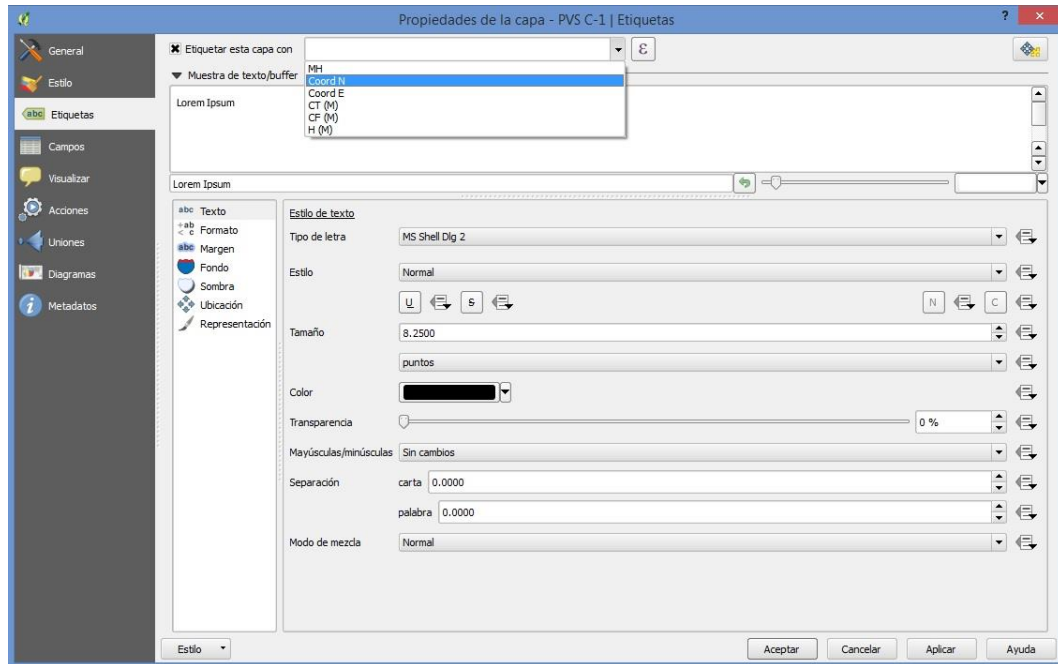 Propiedades de la capa - PVS C-1 | Etiquetas
? ×
General
Estilo
abc Etiquetas
Campos
Visualizar
Acciones
Uniones
Diagramas
Metadatos
Etiquetar esta capa con
ε
MH
Coord N
Coord E
CT (M)
CF (M)
H (M)
Muestra de texto/buffer
Lorem Ipsum
Lorem Ipsum
abc Texto
+ab < c Formato
abc Margen
Fondo
Sombra
Ubicación
Representación
Estilo de texto
Tipo de letra MS Shell Dlg 2
Estilo Normal
U S N C
Tamaño 8.2500
puntos
Color
Transparencia 0 %
Mayúsculas/minúsculas Sin cambios
Separación carta 0.0000
palabra 0.0000
Modo de mezcla Normal
Estilo Aceptar Cancelar Aplicar Ayuda